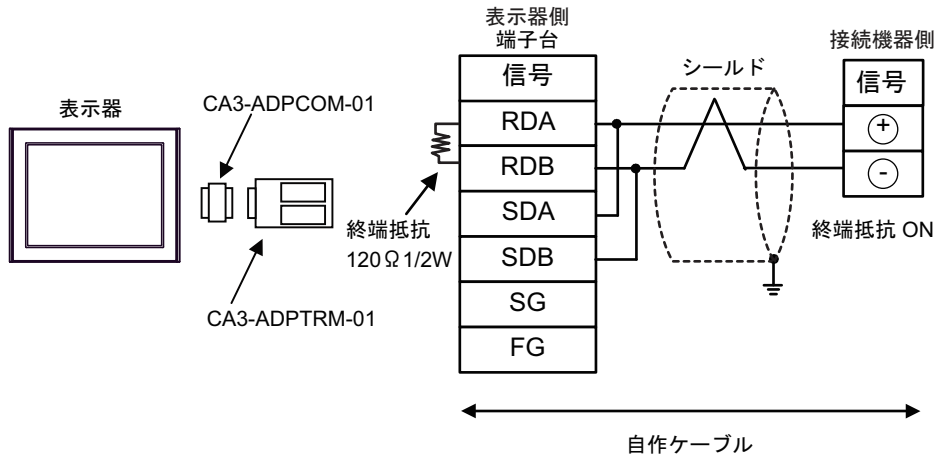 表示器
CA3-ADPCOM-01
CA3-ADPTRM-01
終端抵抗
120Ω1/2W
表示器側
端子台
信号
RDA
RDB
SDA
SDB
SG
FG
シールド
接続機器側
信号
+
-
終端抵抗 ON
自作ケーブル